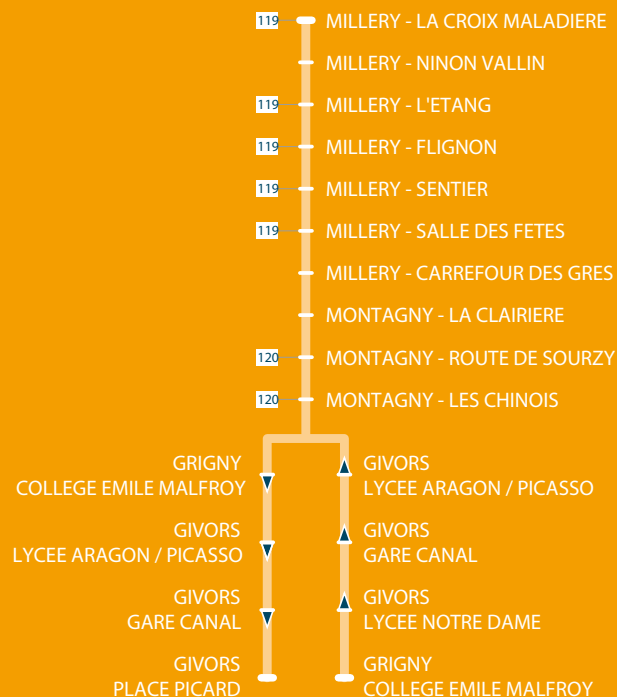 119 MILLERY - LA CROIX MALADIERE
MILLERY - NINON VALLIN
119 MILLERY - L'ETANG
119 MILLERY - FLIGNON
119 MILLERY - SENTIER
119 MILLERY - SALLE DES FETES
MILLERY - CARREFOUR DES GRES
MONTAGNY - LA CLAIRIERE
120 MONTAGNY - ROUTE DE SOURZY
120 MONTAGNY - LES CHINOIS
GRIGNY
COLLEGE EMILE MALFROY
GIVORS
LYCEE ARAGON / PICASSO
GIVORS
GARE CANAL
GIVORS
PLACE PICARD
GIVORS
LYCEE ARAGON / PICASSO
GIVORS
GARE CANAL
GIVORS
LYCEE NOTRE DAME
GRIGNY
COLLEGE EMILE MALFROY